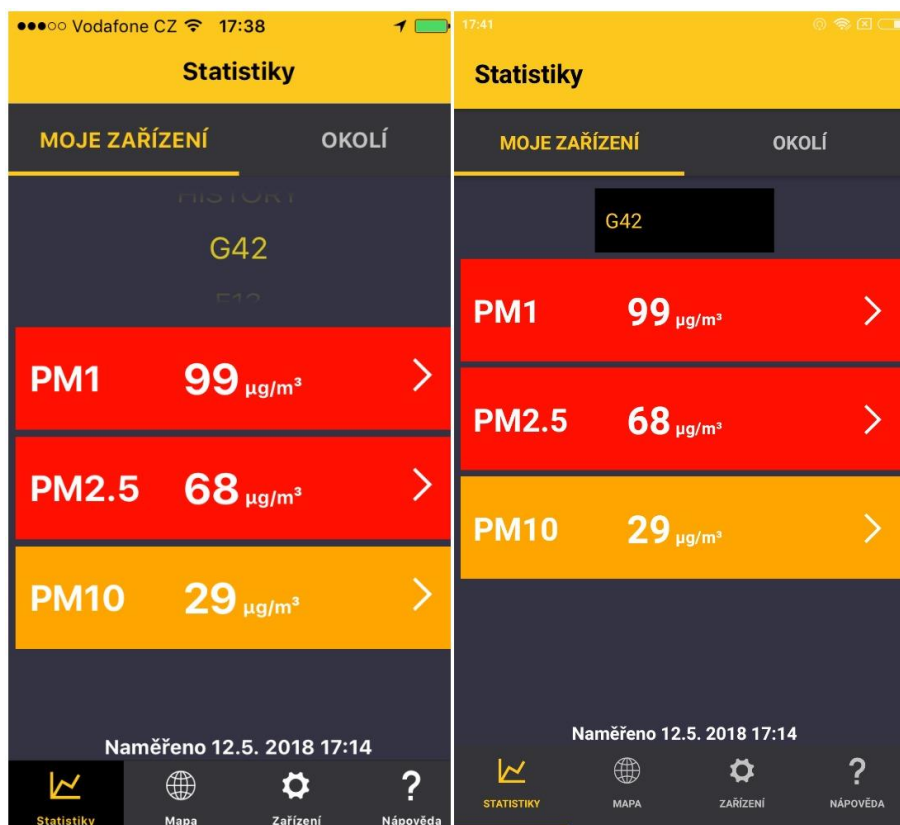 Vodafone CZ 17:38
Statistiky
MOJE ZAŘÍZENÍ OKOLÍ
HISTORY
G42
E12
PM1 99 µg/m³
PM2.5 68 µg/m³
PM10 29 µg/m³
Naměřeno 12.5. 2018 17:14
Statistiky Mapa Zařízení Nápověda
17:41
Statistiky
MOJE ZAŘÍZENÍ OKOLÍ
G42
PM1 99 µg/m³
PM2.5 68 µg/m³
PM10 29 µg/m³
Naměřeno 12.5. 2018 17:14
STATISTIKY MAPA ZAŘÍZENÍ NÁPOVĚDA